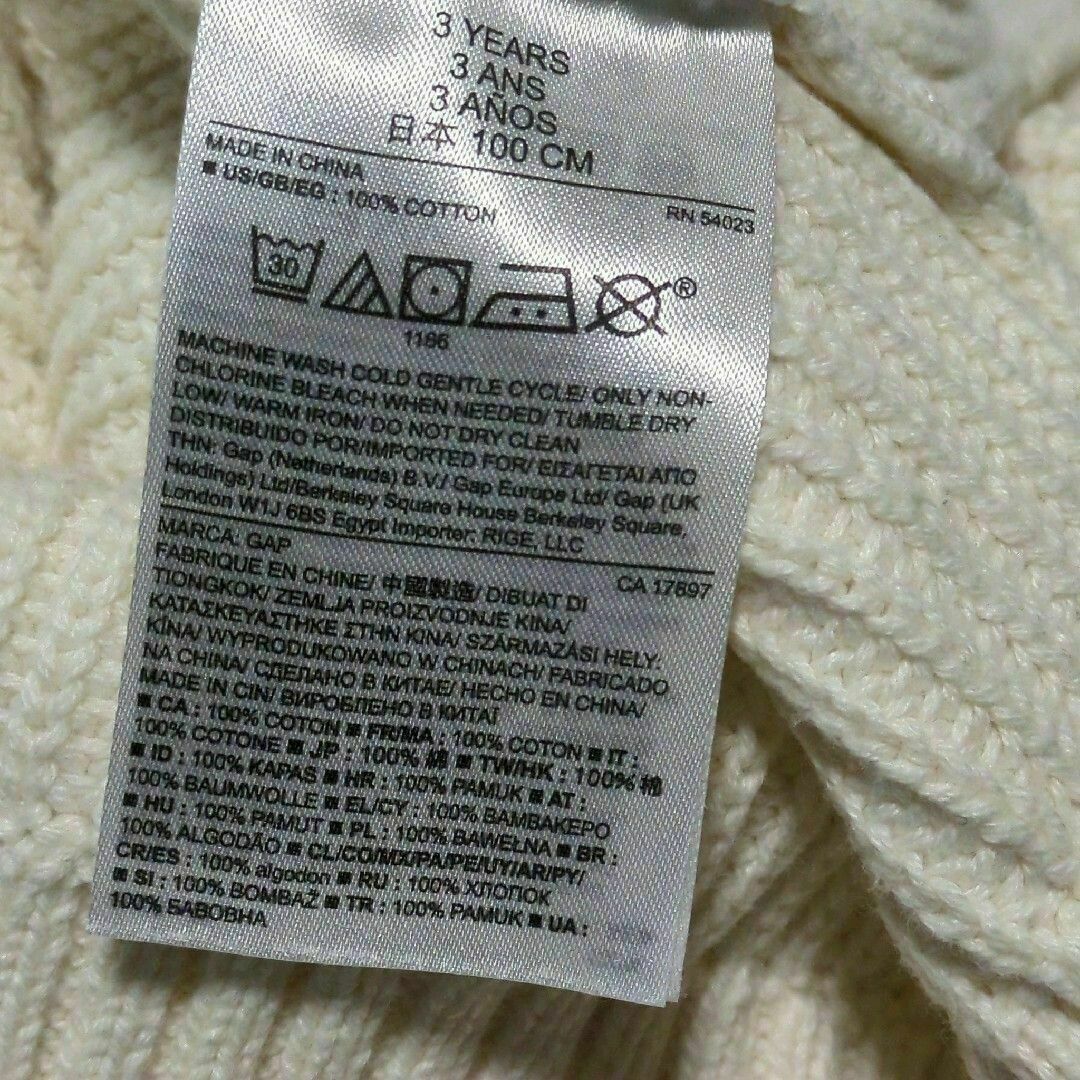 3 YEARS
3 ANS
3 AÑOS
日本 100 CM
MADE IN CHINA
■ US/GB/EG : 100% COTTON
RN 54023
30
®
1186
MACHINE WASH COLD GENTLE CYCLE/ ONLY NON-
CHLORINE BLEACH WHEN NEEDED/ TUMBLE DRY
LOW/ WARM IRON/ DO NOT DRY CLEAN
DISTRIBUIDO POR/IMPORTED FOR/ ΕΙΣΑΓΕΤΑΙ ΑΠΟ
ΤΗΝ: Gap (Netherlands) B.V./ Gap Europe Ltd/ Gap (UK
Holdings) Ltd/Berkeley Square House Berkeley Square,
London W1J 6BS Egypt Importer: RIGE, LLC
MARCA: GAP
CA 17897
FABRIQUE EN CHINE/ 中國製造/ DIBUAT DI
TIONGKOK/ ZEMLJA PROIZVODNJE KINA/
ΚΑΤΑΣΚΕΥΑΣΤΗΚΕ ΣΤΗΝ ΚΙΝΑ/ SZÁRMAZÁSI HELY:
KÍNA/ WYPRODUKOWANO W CHINACH/ FABRICADO
NA CHINA/ СДЕЛАНО В КИТАЕ/ HECHO EN CHINA/
MADE IN CIN/ ВИРОБЛЕНО В КИТАЇ
■ CA : 100% COTON ■ FR/MA : 100% COTON ■ IT :
100% COTONE ■ JP : 100% 綿 ■ TW/HK : 100% 棉
■ ID : 100% KAPAS ■ HR : 100% PAMUK ■ AT :
100% BAUMWOLLE ■ EL/CY : 100% ΒΑΜΒΑΚΕΡΟ
■ HU : 100% PAMUT ■ PL : 100% BAWEŁNA ■ BR :
100% ALGODÃO ■ CL/CO/MX/PA/PE/UY/AR/PY/
CR/ES : 100% algodon ■ RU : 100% ХЛОПОК
■ SI : 100% BOMBAŽ ■ TR : 100% PAMUK ■ UA :
100% БАВОВНА